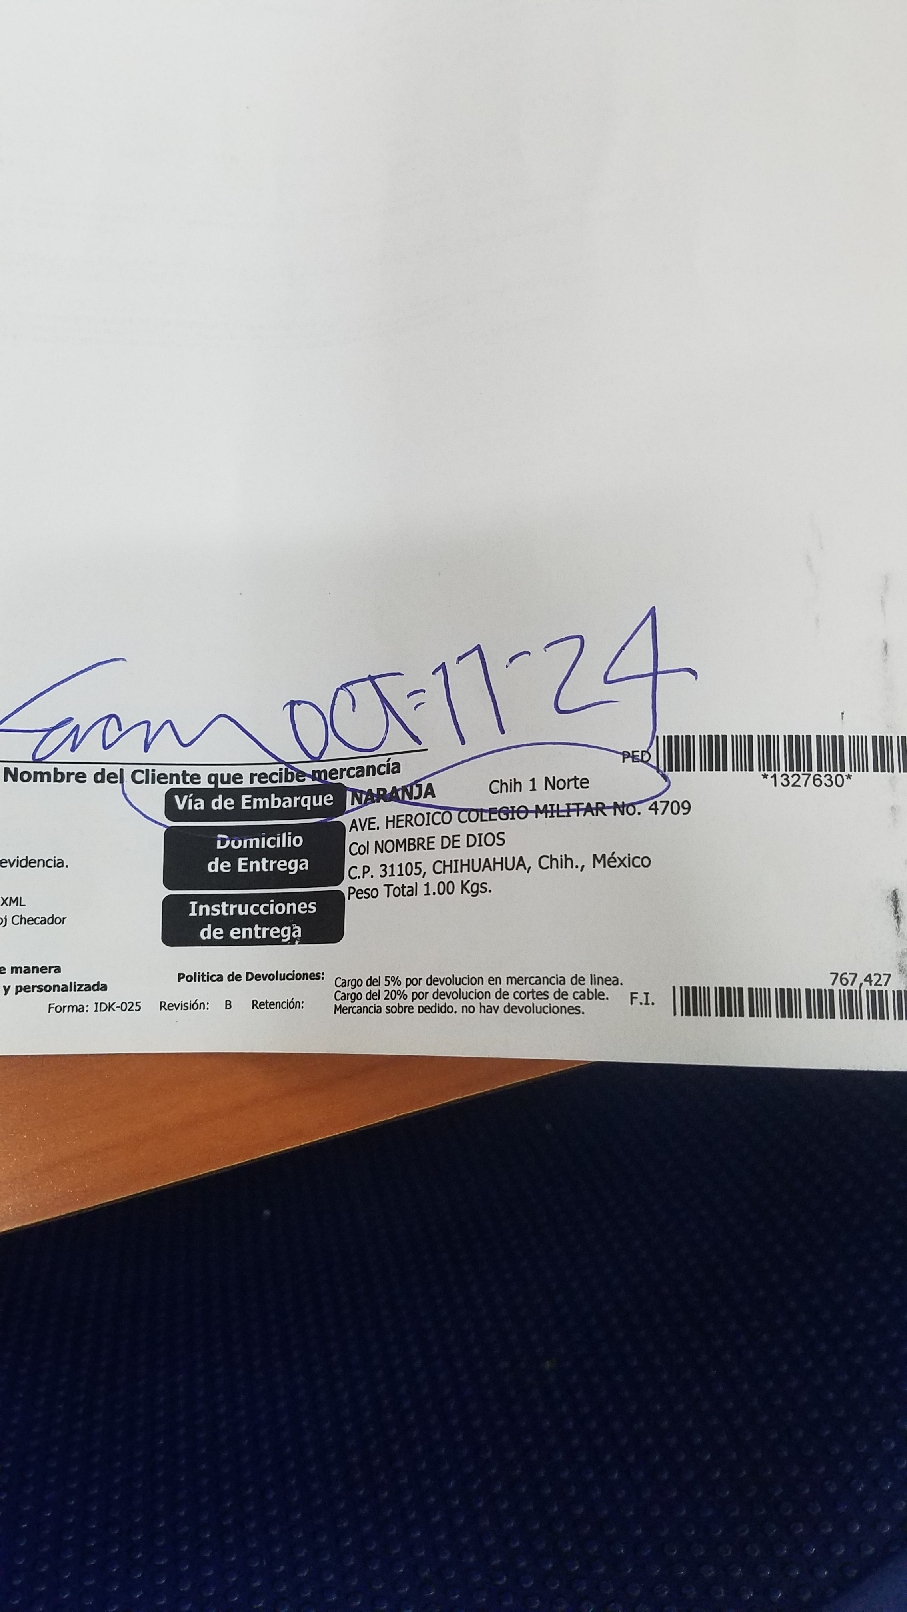 OCT-11-24
Nombre del Cliente que recibe mercancía
PED
*1327630*
Vía de Embarque NARANJA Chih 1 Norte
Domicilio de Entrega
AVE. HEROICO COLEGIO MILITAR No. 4709
Col NOMBRE DE DIOS
C.P. 31105, CHIHUAHUA, Chih., México
Peso Total 1.00 Kgs.
Instrucciones de entrega
evidencia.
XML
oj Checador
e manera
y personalizada
Politica de Devoluciones:
Cargo del 5% por devolucion en mercancia de linea.
Cargo del 20% por devolucion de cortes de cable.
Mercancia sobre pedido, no hay devoluciones.
F.I.
767,427
Forma: IDK-025 Revisión: B Retención: